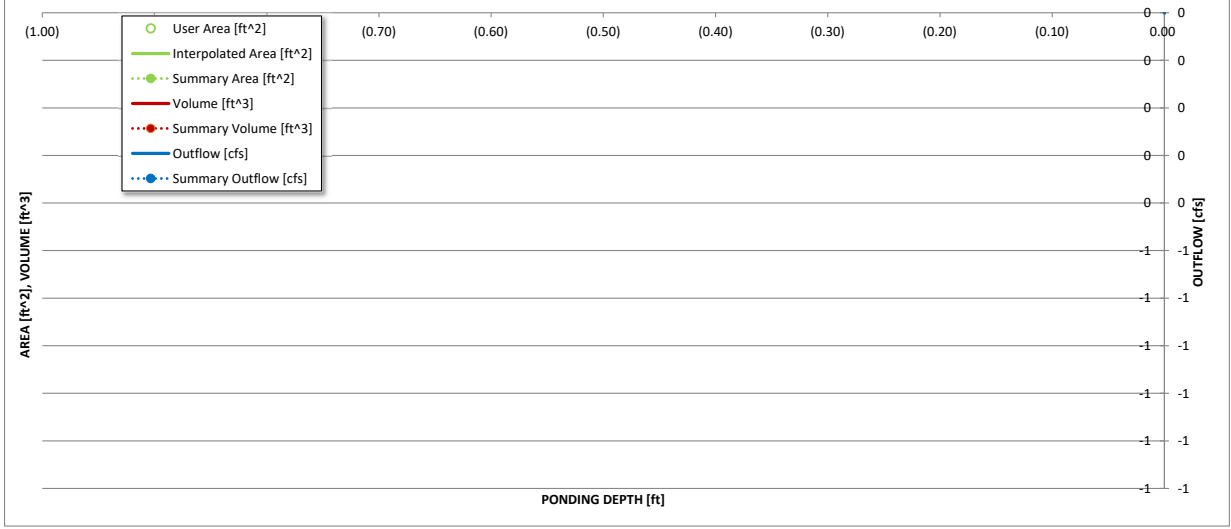 0 0
(1.00) (0.70) (0.60) (0.50) (0.40) (0.30) (0.20) (0.10) 0.00
User Area [ft^2]
Interpolated Area [ft^2]
Summary Area [ft^2]
Volume [ft^3]
Summary Volume [ft^3]
Outflow [cfs]
Summary Outflow [cfs]
0 0
0 0
0 0
0 0
-1 -1
-1 -1
-1 -1
-1 -1
-1 -1
-1 -1
AREA [ft^2], VOLUME [ft^3]
OUTFLOW [cfs]
PONDING DEPTH [ft]